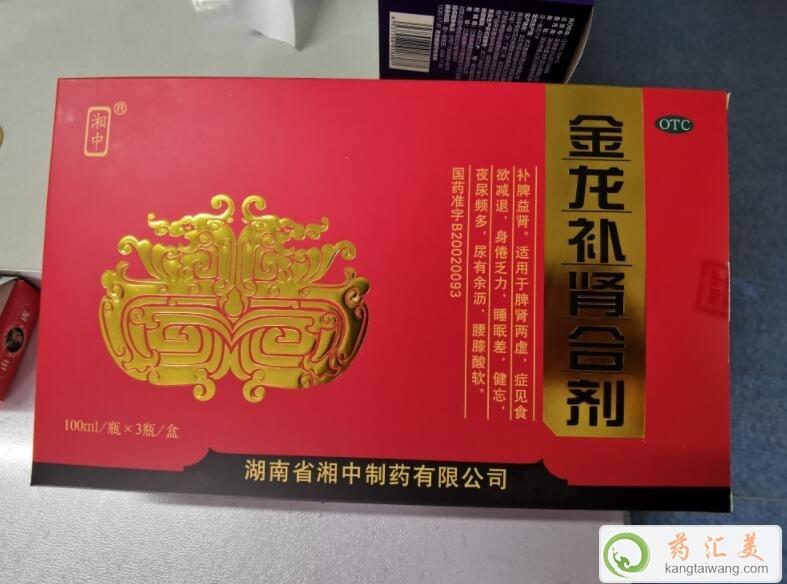 湘中®
金龙补肾合剂
OTC
补脾益肾。适用于脾肾两虚，症见食
欲减退，身倦乏力，睡眠差，健忘，
夜尿频多，尿有余沥，腰膝酸软。
国药准字B20020093
100ml/瓶×3瓶/盒
湖南省湘中制药有限公司
药汇美
kangtaiwang.com